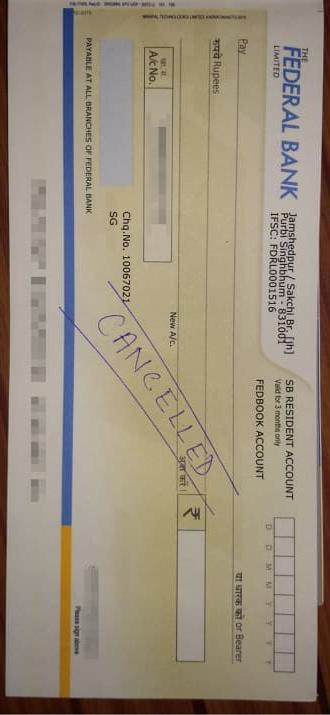 THE
FEDERAL BANK
LIMITED
Jamshedpur / Sakchi Br. [Jh]
Purbi Singhbhum - 831001
IFSC: FDRL0001516
SB RESIDENT ACCOUNT
Valid for 3 months only
FEDBOOK ACCOUNT
D D M M Y Y Y Y
Pay
या धारक को or Bearer
रुपये Rupees
अदा करें।
₹
खा. सं.
A/c No.
New A/c.
Chq.No. 10067021
SG
CANCELLED
PAYABLE AT ALL BRANCHES OF FEDERAL BANK
Please sign above